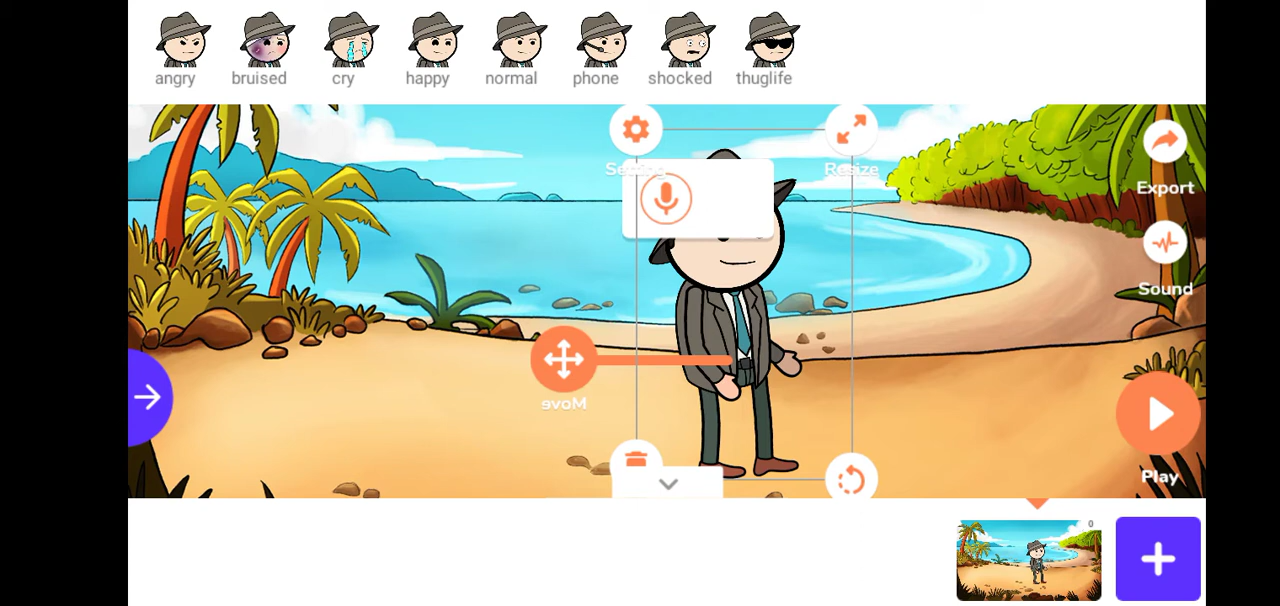 angry bruised cry happy normal phone shocked thuglife
Setting Resize
Export
Sound
Move
Play
0